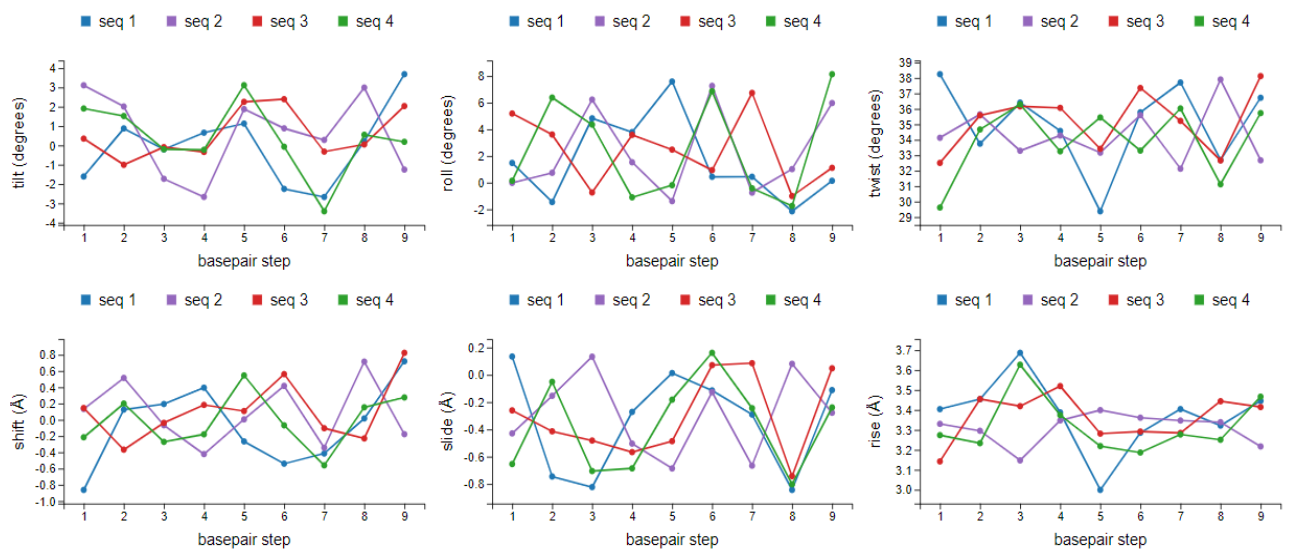 seq 1 seq 2 seq 3 seq 4
tilt (degrees)
4
3
2
1
0
-1
-2
-3
-4
1 2 3 4 5 6 7 8 9
basepair step
seq 1 seq 2 seq 3 seq 4
roll (degrees)
8
6
4
2
0
-2
1 2 3 4 5 6 7 8 9
basepair step
seq 1 seq 2 seq 3 seq 4
twist (degrees)
39
38
37
36
35
34
33
32
31
30
29
1 2 3 4 5 6 7 8 9
basepair step
seq 1 seq 2 seq 3 seq 4
shift (Å)
0.8
0.6
0.4
0.2
0.0
-0.2
-0.4
-0.6
-0.8
-1.0
1 2 3 4 5 6 7 8 9
basepair step
seq 1 seq 2 seq 3 seq 4
slide (Å)
0.2
0.0
-0.2
-0.4
-0.6
-0.8
1 2 3 4 5 6 7 8 9
basepair step
seq 1 seq 2 seq 3 seq 4
rise (Å)
3.7
3.6
3.5
3.4
3.3
3.2
3.1
3.0
1 2 3 4 5 6 7 8 9
basepair step